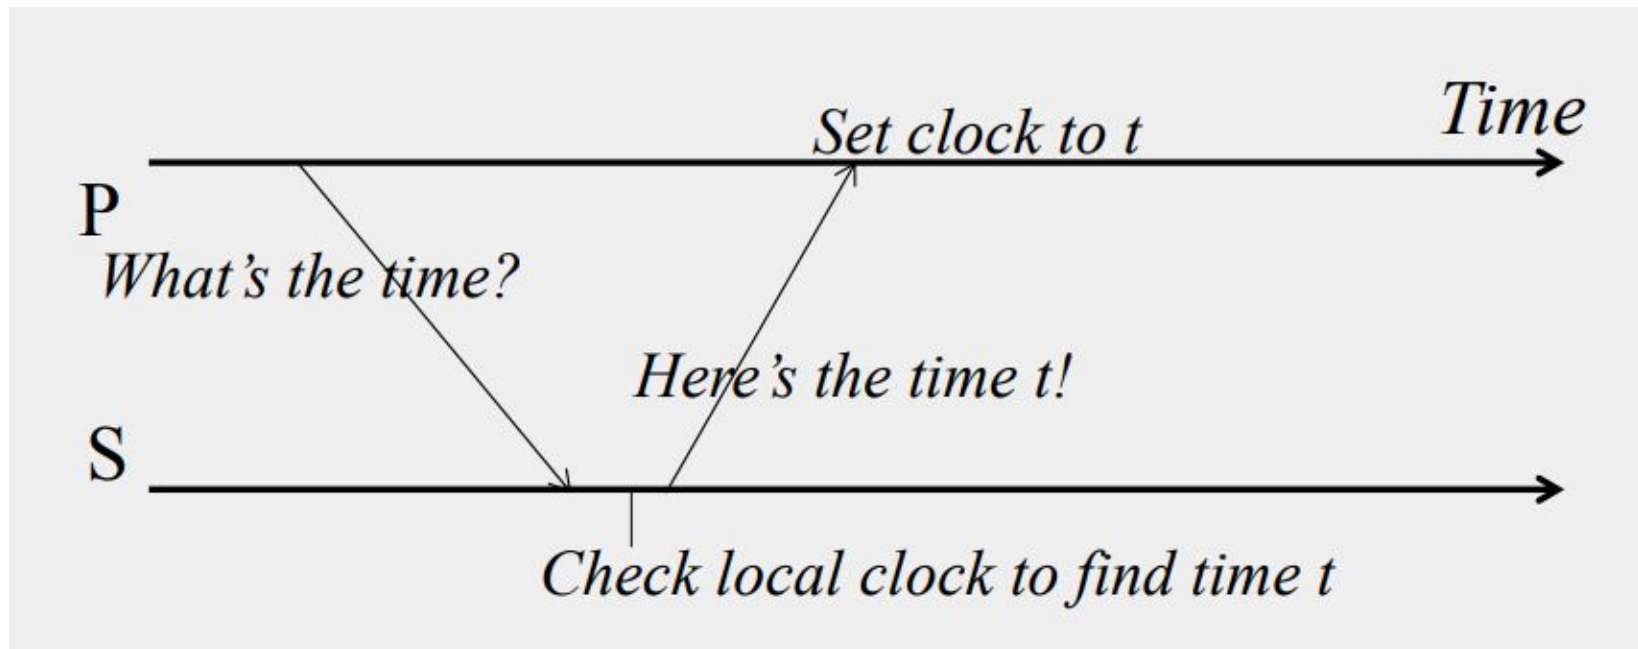 Time
Set clock to t
P
What’s the time?
Here’s the time t!
S
Check local clock to find time t